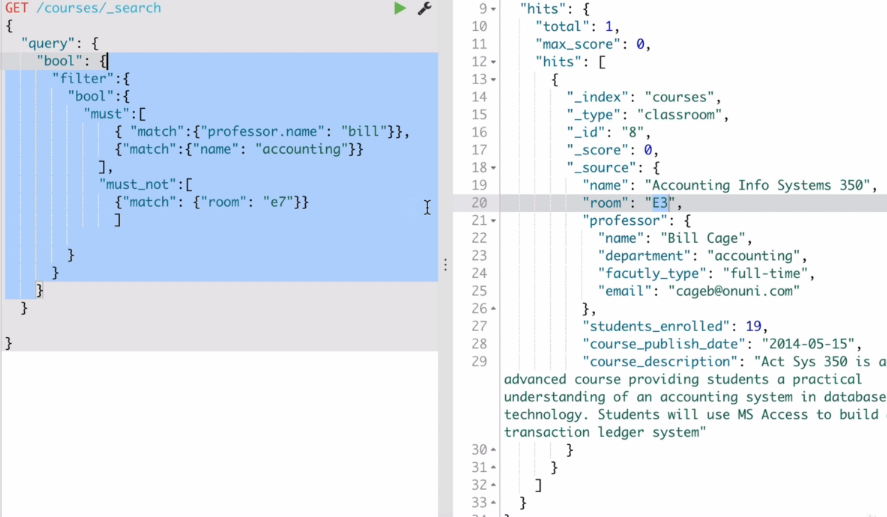 GET /courses/_search
{
"query": {
"bool": {
"filter":{
"bool":{
"must":[
{ "match":{"professor.name": "bill"}},
{"match":{"name": "accounting"}}
],
"must_not":[
{"match": {"room": "e7"}}
]
}
}
}
}
}
9 "hits": {
10 "total": 1,
11 "max_score": 0,
12 "hits": [
13 {
14 "_index": "courses",
15 "_type": "classroom",
16 "_id": "8",
17 "_score": 0,
18 "_source": {
19 "name": "Accounting Info Systems 350",
20 "room": "E3",
21 "professor": {
22 "name": "Bill Cage",
23 "department": "accounting",
24 "facutly_type": "full-time",
25 "email": "cageb@onuni.com"
26 },
27 "students_enrolled": 19,
28 "course_publish_date": "2014-05-15",
29 "course_description": "Act Sys 350 is a
advanced course providing students a practical
understanding of an accounting system in database
technology. Students will use MS Access to build
transaction ledger system"
30 }
31 }
32 ]
33 }